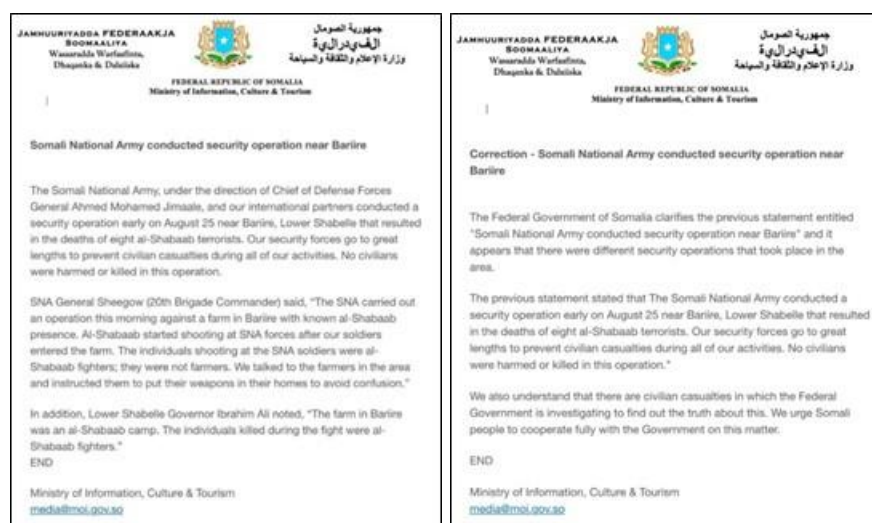 JAMHUURIYADDA FEDERAAKJA
SOOMAALIYA
Wasaaradda Warfaafinta,
Dhaqanka & Dalxiiska
جمهورية الصومال
الفيدرالية
وزارة الإعلام والثقافة والسياحة
FEDERAL REPUBLIC OF SOMALIA
Ministry of Information, Culture & Tourism
Somali National Army conducted security operation near Bariire
The Somali National Army, under the direction of Chief of Defense Forces
General Ahmed Mohamed Jimaale, and our international partners conducted a
security operation early on August 25 near Bariire, Lower Shabelle that resulted
in the deaths of eight al-Shabaab terrorists. Our security forces go to great
lengths to prevent civilian casualties during all of our activities. No civilians
were harmed or killed in this operation.
SNA General Sheegow (20th Brigade Commander) said, "The SNA carried out
an operation this morning against a farm in Bariire with known al-Shabaab
presence. Al-Shabaab started shooting at SNA forces after our soldiers
entered the farm. The individuals shooting at the SNA soldiers were al-
Shabaab fighters; they were not farmers. We talked to the farmers in the area
and instructed them to put their weapons in their homes to avoid confusion."
In addition, Lower Shabelle Governor Ibrahim Ali noted, "The farm in Bariire
was an al-Shabaab camp. The individuals killed during the fight were al-
Shabaab fighters."
END
Ministry of Information, Culture & Tourism
media@moi.gov.so
JAMHUURIYADDA FEDERAAKJA
SOOMAALIYA
Wasaaradda Warfaafinta,
Dhaqanka & Dalxiiska
جمهورية الصومال
الفيدرالية
وزارة الإعلام والثقافة والسياحة
FEDERAL REPUBLIC OF SOMALIA
Ministry of Information, Culture & Tourism
Correction - Somali National Army conducted security operation near
Bariire
The Federal Government of Somalia clarifies the previous statement entitled
"Somali National Army conducted security operation near Bariire" and it
appears that there were different security operations that took place in the
area.
The previous statement stated that The Somali National Army conducted a
security operation early on August 25 near Bariire, Lower Shabelle that resulted
in the deaths of eight al-Shabaab terrorists. Our security forces go to great
lengths to prevent civilian casualties during all of our activities. No civilians
were harmed or killed in this operation."
We also understand that there are civilian casualties in which the Federal
Government is investigating to find out the truth about this. We urge Somali
people to cooperate fully with the Government on this matter.
END
Ministry of Information, Culture & Tourism
media@moi.gov.so